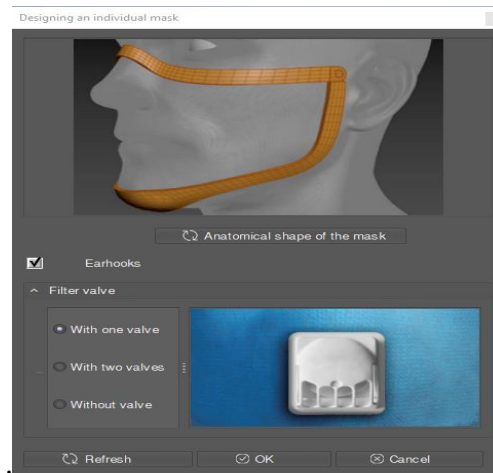 Designing an individual mask
Anatomical shape of the mask
Earhooks
Filter valve
With one valve
With two valves
Without valve
Refresh
OK
Cancel